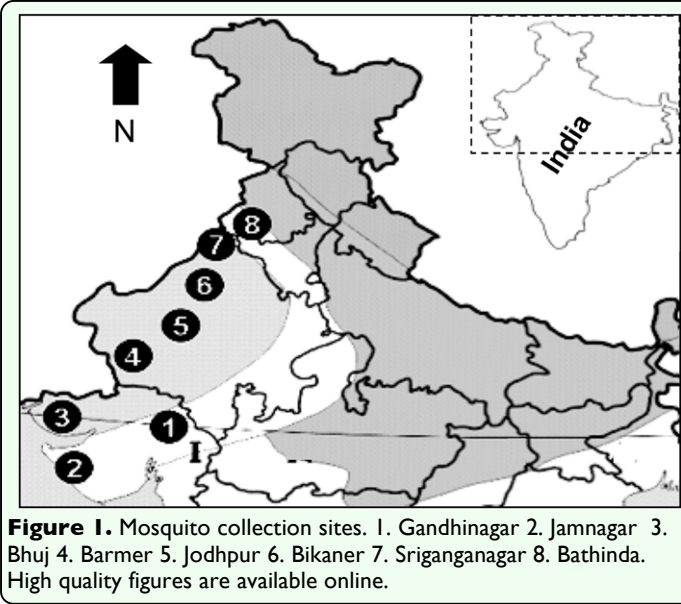 N
India
8
7
6
5
4
3
1
I
2
Figure 1. Mosquito collection sites. 1. Gandhinagar 2. Jamnagar 3.
Bhuj 4. Barmer 5. Jodhpur 6. Bikaner 7. Sriganganagar 8. Bathinda.
High quality figures are available online.